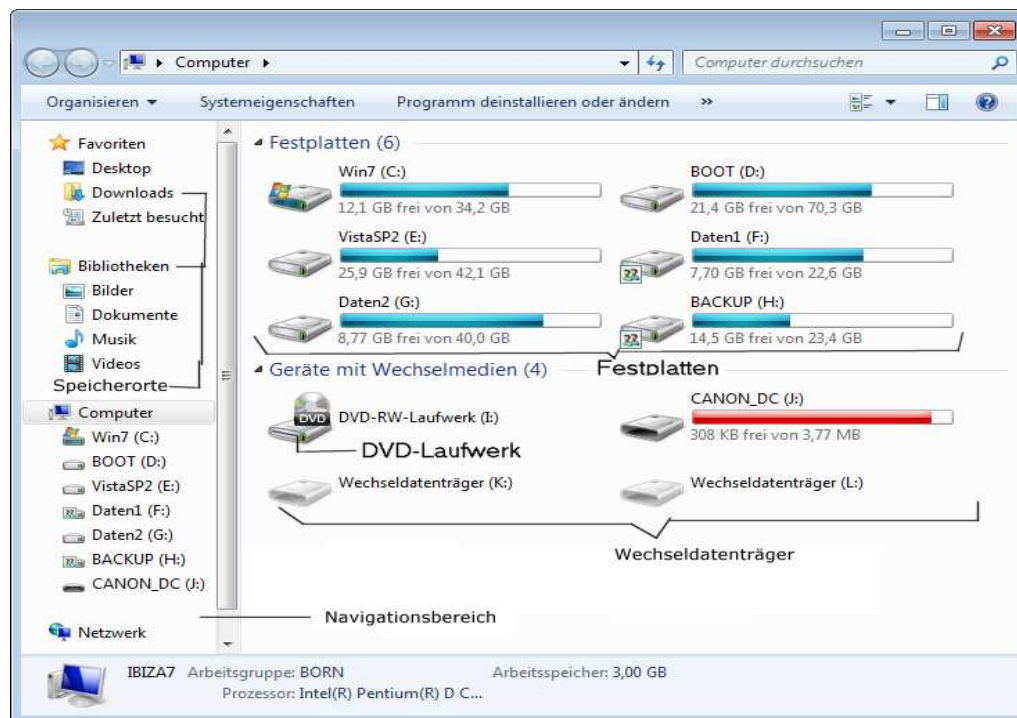 Computer
Computer durchsuchen
Organisieren Systemeigenschaften Programm deinstallieren oder ändern »
Favoriten
Desktop
Downloads
Zuletzt besucht
Bibliotheken
Bilder
Dokumente
Musik
Videos
Speicherorte
Computer
Win7 (C:)
BOOT (D:)
VistaSP2 (E:)
Daten1 (F:)
Daten2 (G:)
BACKUP (H:)
CANON_DC (J:)
Netzwerk
Festplatten (6)
Win7 (C:)
12,1 GB frei von 34,2 GB
BOOT (D:)
21,4 GB frei von 70,3 GB
VistaSP2 (E:)
25,9 GB frei von 42,1 GB
Daten1 (F:)
7,70 GB frei von 22,6 GB
Daten2 (G:)
8,77 GB frei von 40,0 GB
BACKUP (H:)
14,5 GB frei von 23,4 GB
Festplatten
Geräte mit Wechselmedien (4)
DVD
DVD-RW-Laufwerk (I:)
CANON_DC (J:)
308 KB frei von 3,77 MB
DVD-Laufwerk
Wechseldatenträger (K:)
Wechseldatenträger (L:)
Wechseldatenträger
Navigationsbereich
IBIZA7 Arbeitsgruppe: BORN Arbeitsspeicher: 3,00 GB
Prozessor: Intel(R) Pentium(R) D C...